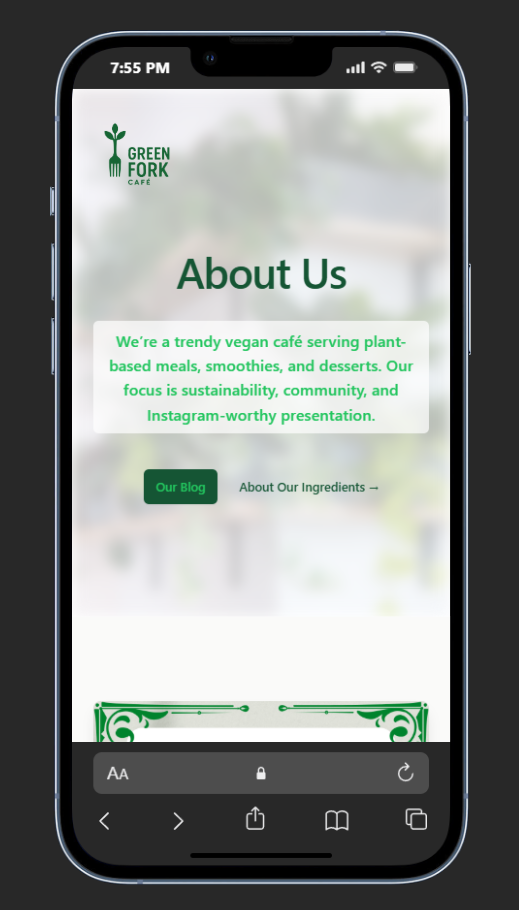 7:55 PM
GREEN
FORK
CAFÉ
About Us
We're a trendy vegan café serving plant-
based meals, smoothies, and desserts. Our
focus is sustainability, community, and
Instagram-worthy presentation.
Our Blog
About Our Ingredients →
AA